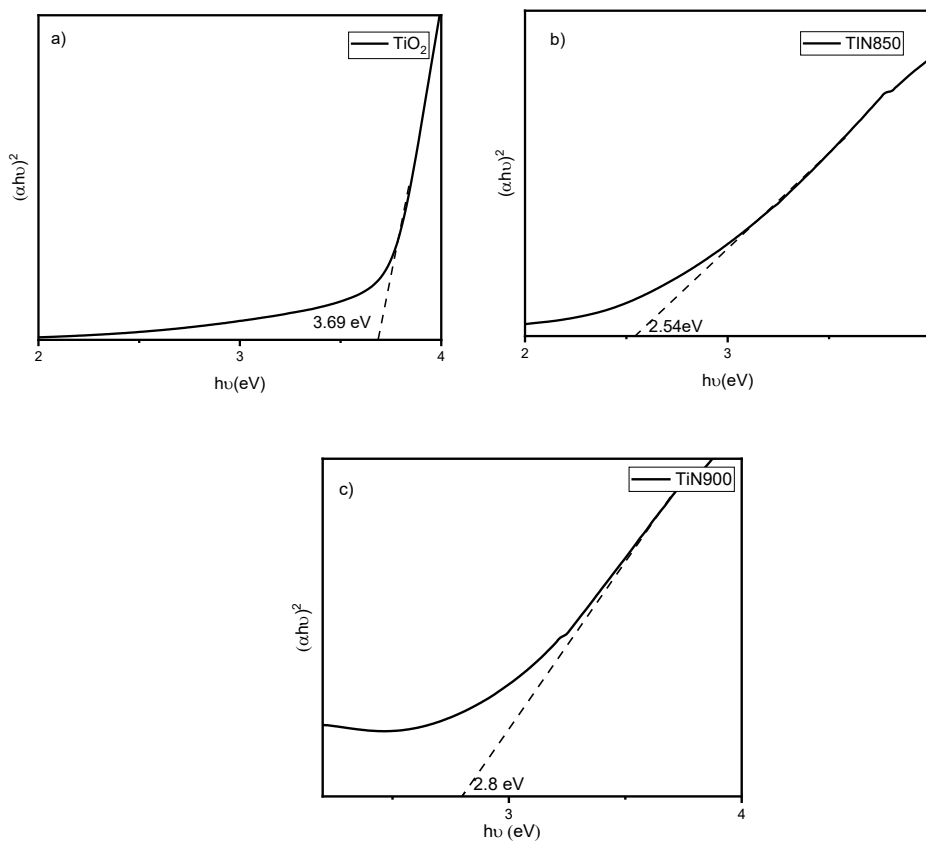 a)
TiO₂
(αhυ)²
3.69 eV
2
3
4
hυ(eV)
b)
TIN850
(αhυ)²
2.54eV
2
3
hυ(eV)
c)
TiN900
(αhυ)²
2.8 eV
3
4
hυ (eV)